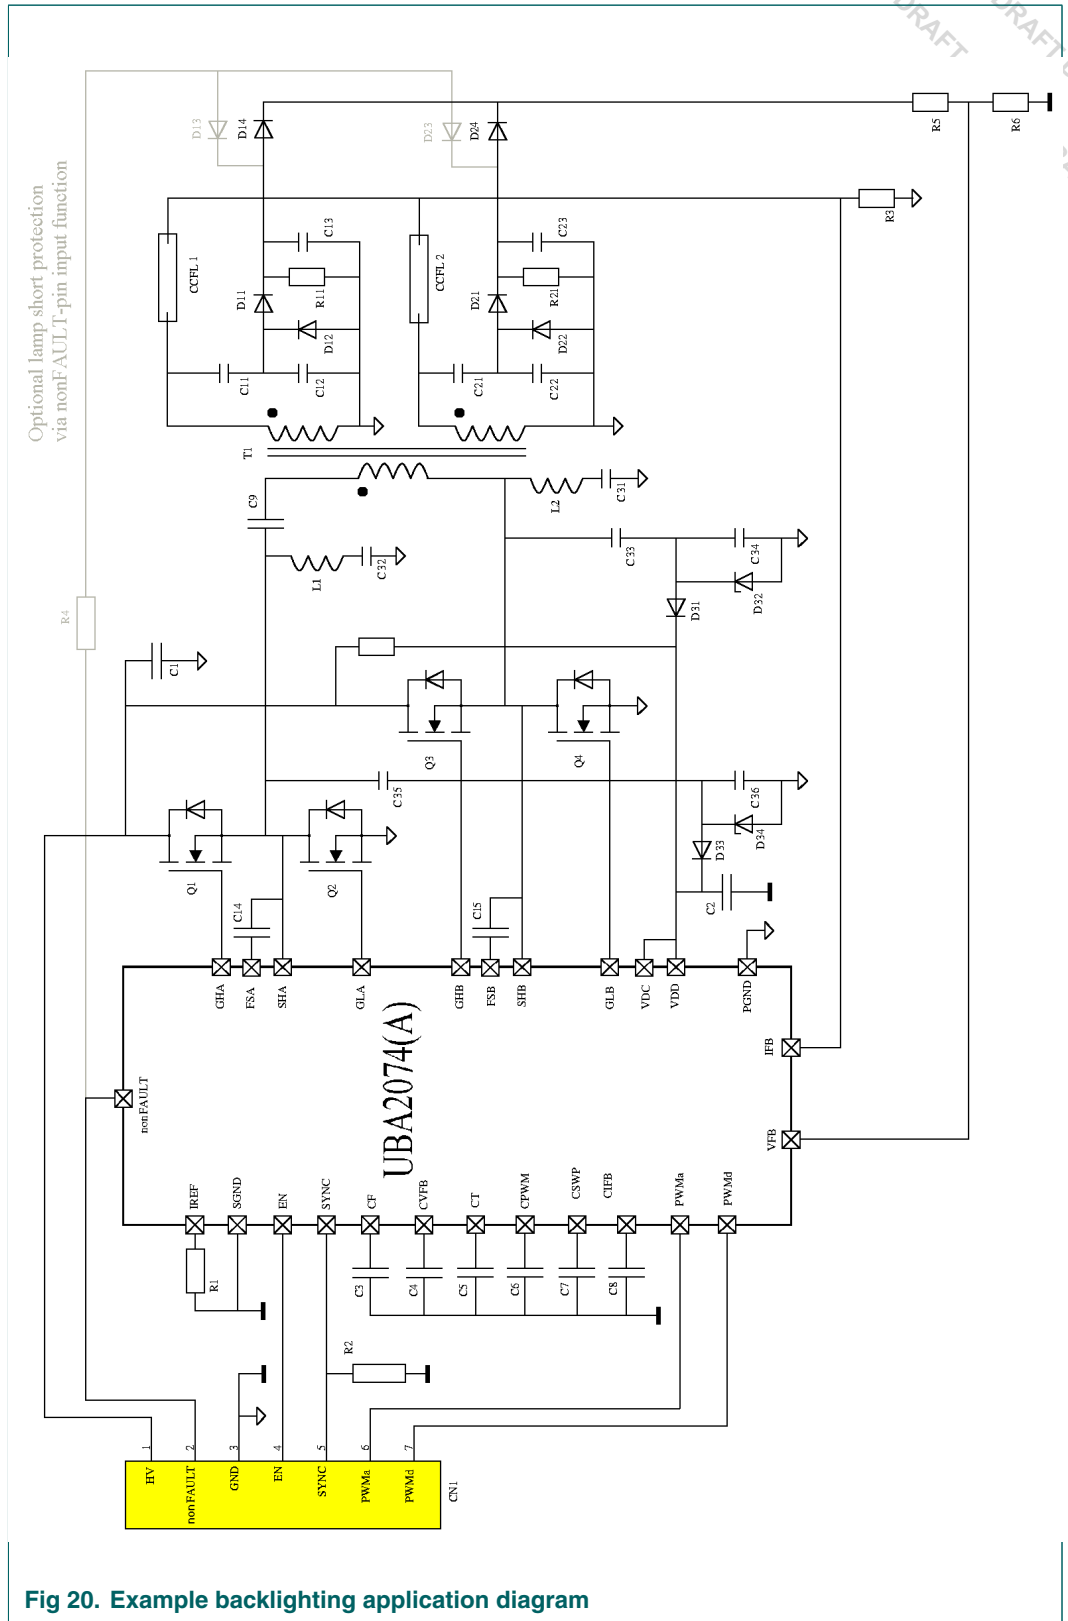 DRAFT
DRAFT
Optional lamp short protection
via nonFAULT-pin input function
D13
D14
D23
D24
R5
R6
R3
CCFL 1
C13
R11
D11
D12
C11
C12
CCFL 2
C23
R21
D21
D22
C21
C22
T1
C9
L2
C31
L1
C32
C33
C34
D32
D31
R4
C1
Q3
Q4
C35
C36
D34
D33
C2
Q1
Q2
C14
C15
GHA
FSA
SHA
GLA
GHB
FSB
SHB
GLB
VDC
VDD
PGND
IFB
VFB
nonFAULT
UBA2074(A)
IREF
SGND
EN
SYNC
CF
CVFB
CT
CPWM
CSWP
CIFB
PWMa
PWMd
R1
C3
C4
C5
C6
C7
C8
R2
1
2
3
4
5
6
7
HV
nonFAULT
GND
EN
SYNC
PWMa
PWMd
CN1
Fig 20. Example backlighting application diagram